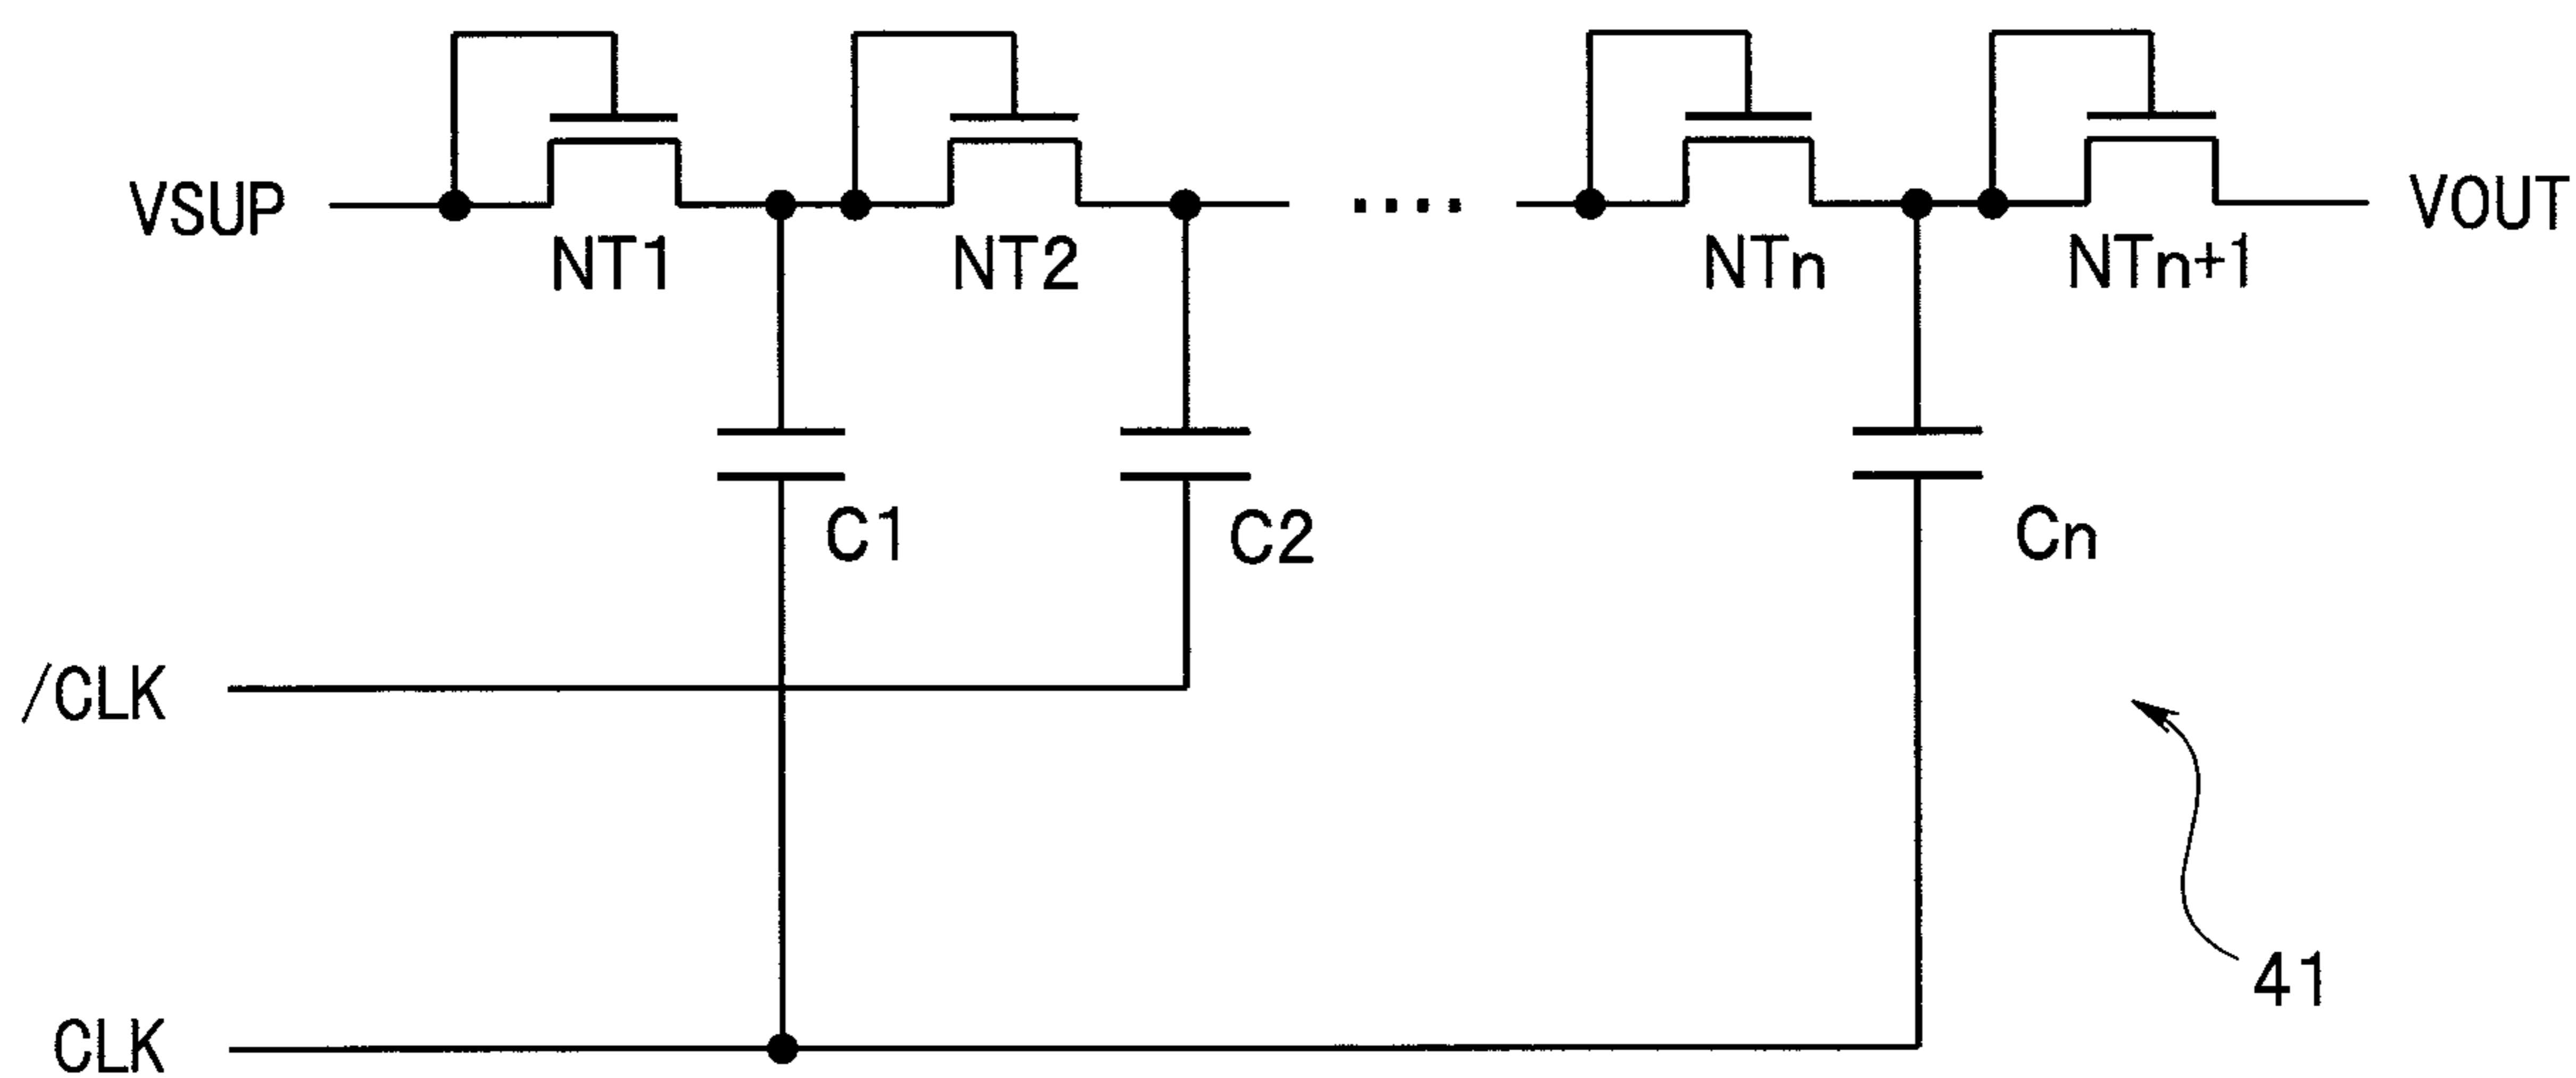 VSUP
NT1
NT2
....
NTn
NTn+1
VOUT
C1
C2
Cn
/CLK
41
CLK